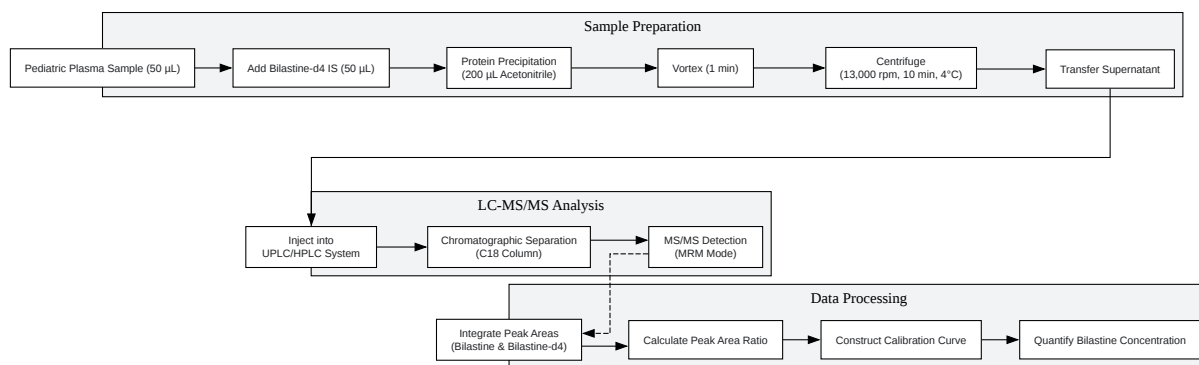 Sample Preparation
Pediatric Plasma Sample (50 µL)
Add Bilastine-d4 IS (50 µL)
Protein Precipitation
(200 µL Acetonitrile)
Vortex (1 min)
Centrifuge
(13,000 rpm, 10 min, 4°C)
Transfer Supernatant
LC-MS/MS Analysis
Inject into
UPLC/HPLC System
Chromatographic Separation
(C18 Column)
MS/MS Detection
(MRM Mode)
Data Processing
Integrate Peak Areas
(Bilastine & Bilastine-d4)
Calculate Peak Area Ratio
Construct Calibration Curve
Quantify Bilastine Concentration